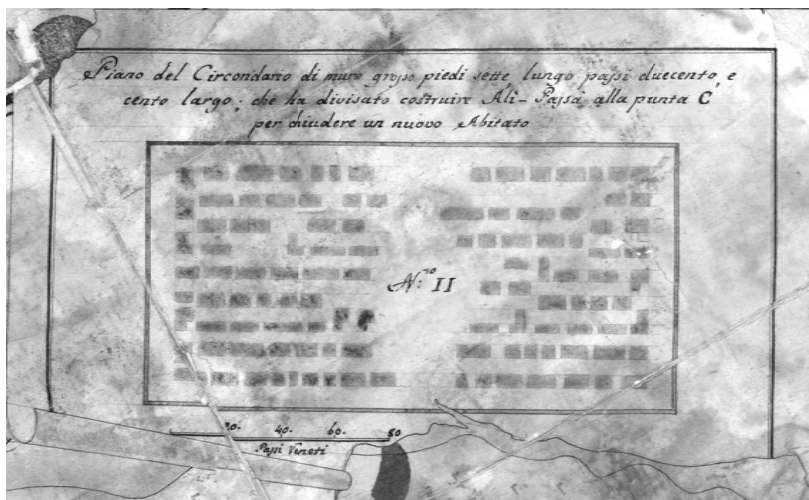 Piano del Circondario di muro grosso piedi sette, lungo passi duecento, e
cento largo; che ha divisato costruire Ali-Passà alla punta C
per chiudere un nuovo Abitato
N:ro II
20. 40. 60. 80
Passi Veneti